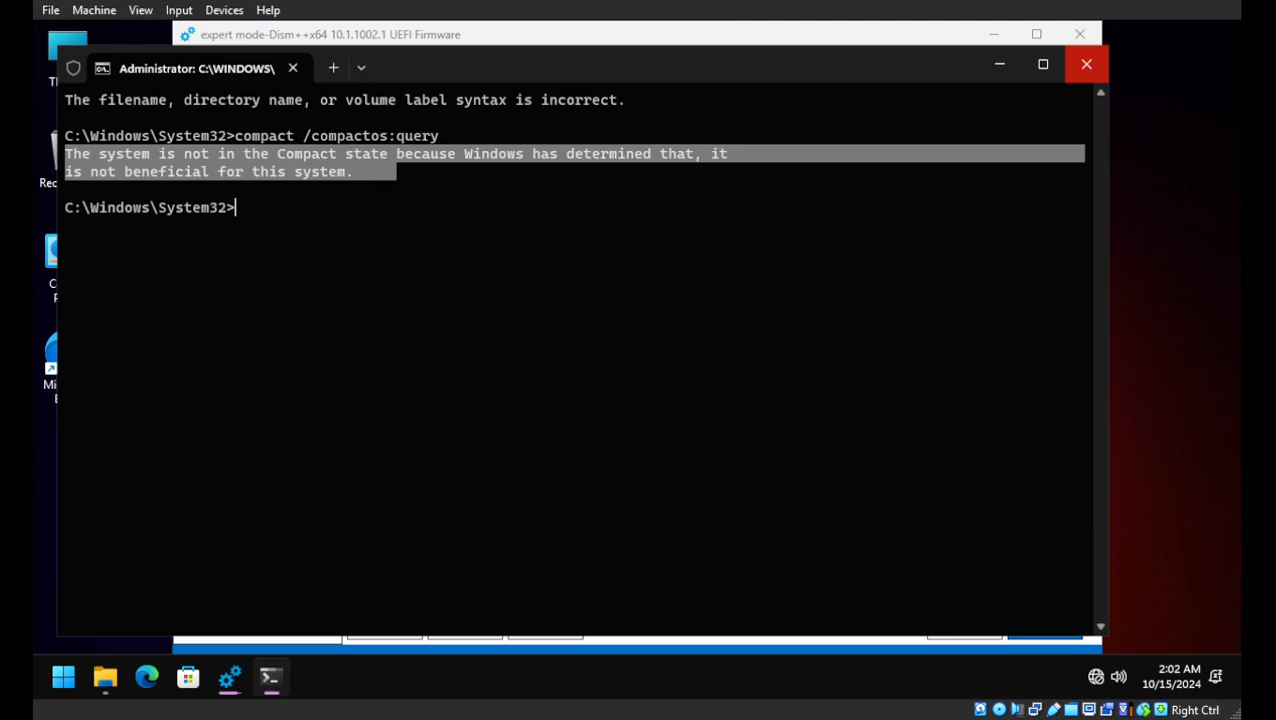 File Machine View Input Devices Help
expert mode-Dism++x64 10.1.1002.1 UEFI Firmware
Administrator: C:\WINDOWS\
The filename, directory name, or volume label syntax is incorrect.
C:\Windows\System32>compact /compactos:query
The system is not in the Compact state because Windows has determined that, it
is not beneficial for this system.
C:\Windows\System32>
2:02 AM
10/15/2024
Right Ctrl